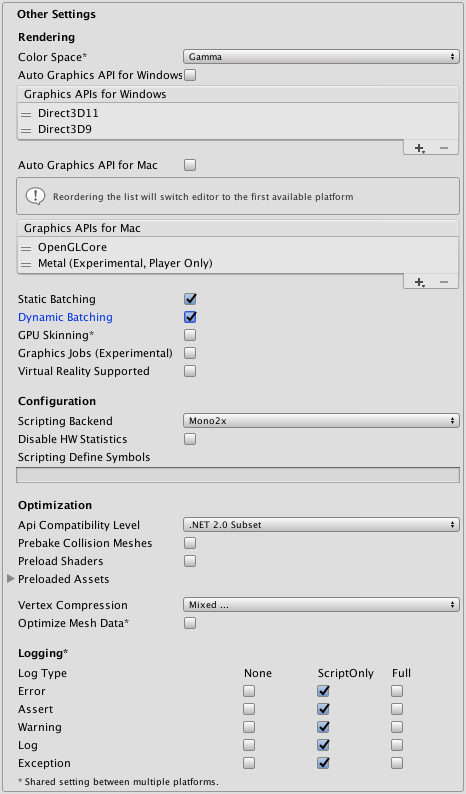 Other Settings
Rendering
Color Space* Gamma
Auto Graphics API for Windows
Graphics APIs for Windows
Direct3D11
Direct3D9
Auto Graphics API for Mac
Reordering the list will switch editor to the first available platform
Graphics APIs for Mac
OpenGLCore
Metal (Experimental, Player Only)
Static Batching
Dynamic Batching
GPU Skinning*
Graphics Jobs (Experimental)
Virtual Reality Supported
Configuration
Scripting Backend Mono2x
Disable HW Statistics
Scripting Define Symbols
Optimization
Api Compatibility Level .NET 2.0 Subset
Prebake Collision Meshes
Preload Shaders
Preloaded Assets
Vertex Compression Mixed ...
Optimize Mesh Data*
Logging*
Log Type None ScriptOnly Full
Error
Assert
Warning
Log
Exception
* Shared setting between multiple platforms.